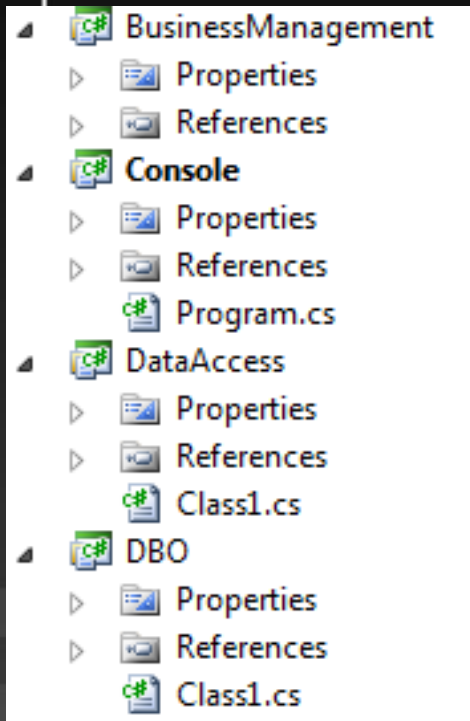 BusinessManagement
Properties
References
Console
Properties
References
Program.cs
DataAccess
Properties
References
Class1.cs
DBO
Properties
References
Class1.cs